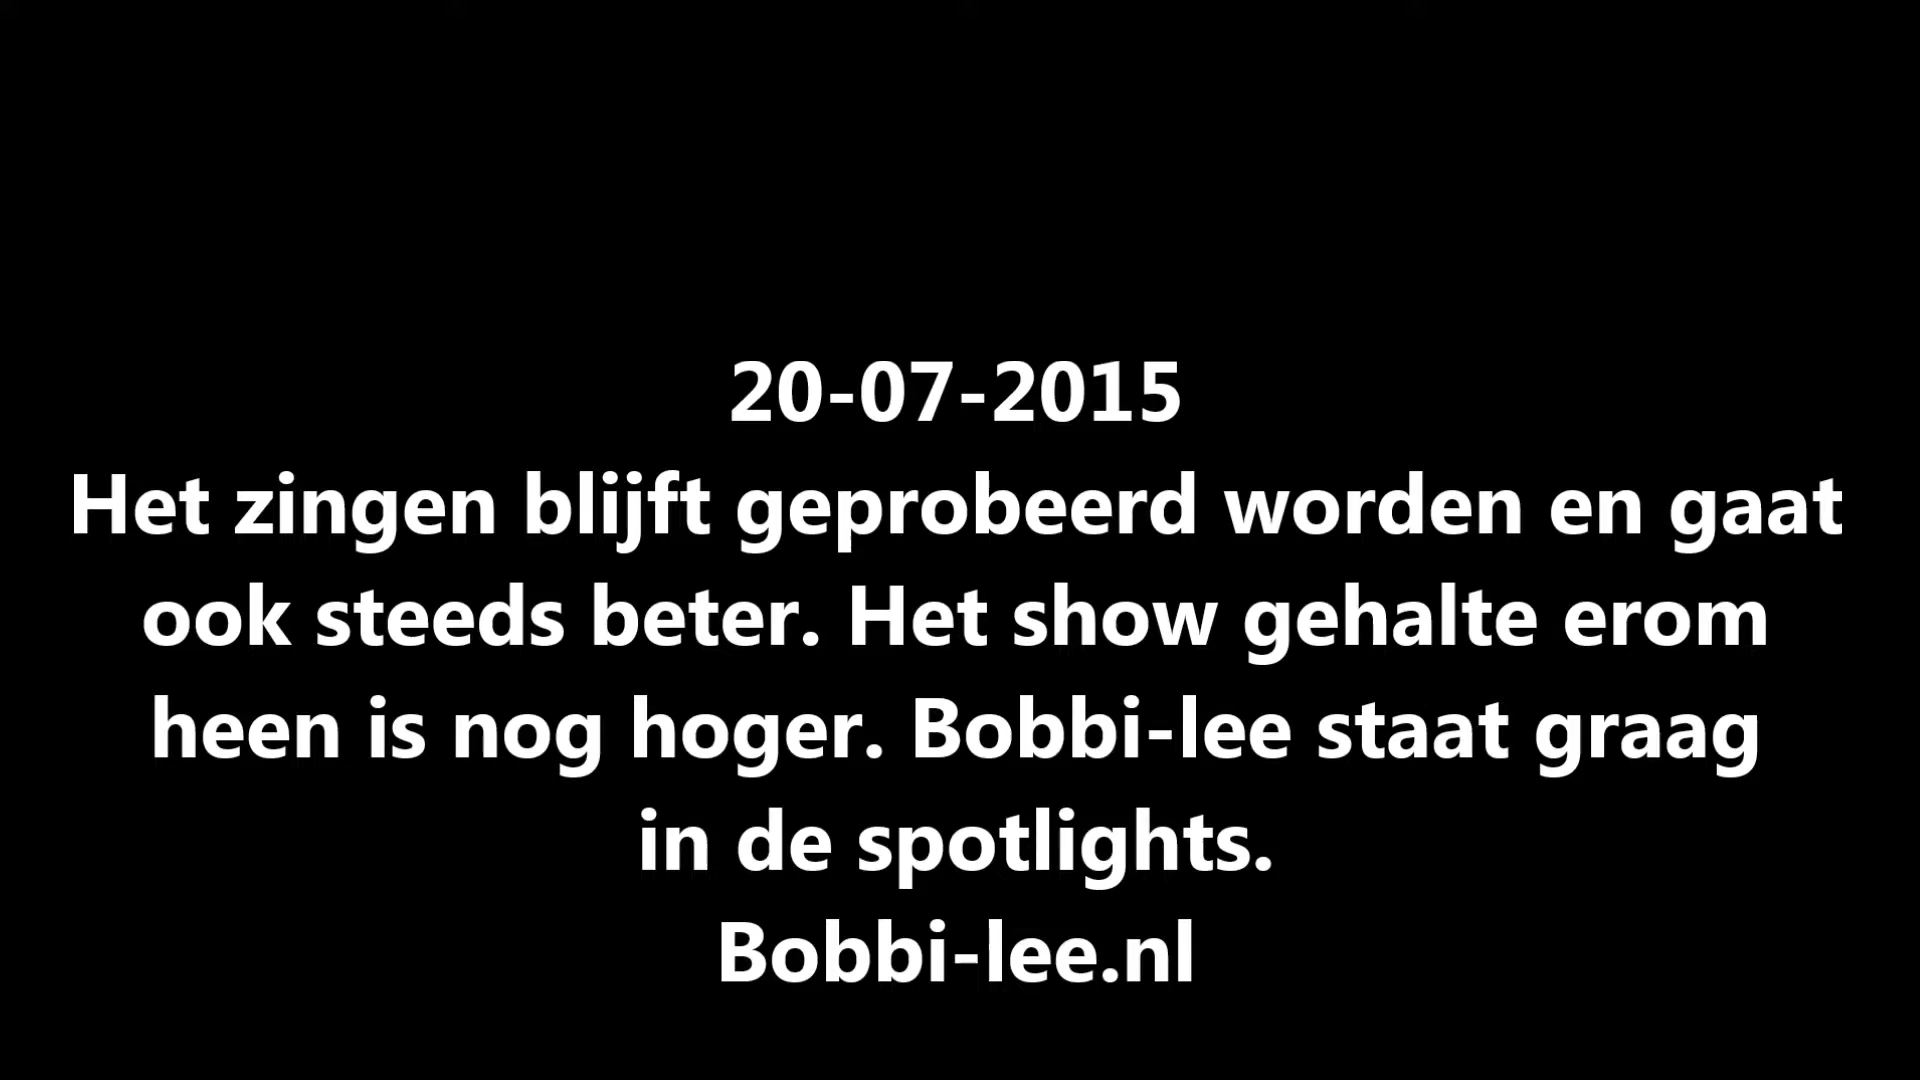 20-07-2015
Het zingen blijft geprobeerd worden en gaat
ook steeds beter. Het show gehalte erom
heen is nog hoger. Bobbi-lee staat graag
in de spotlights.
Bobbi-lee.nl